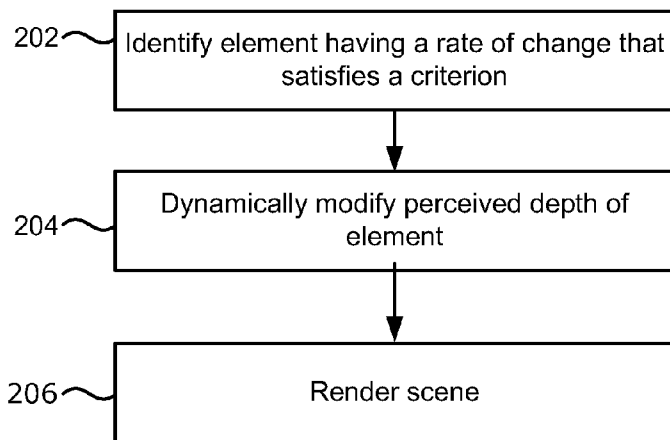 202
Identify element having a rate of change that
satisfies a criterion
204
Dynamically modify perceived depth of
element
206
Render scene